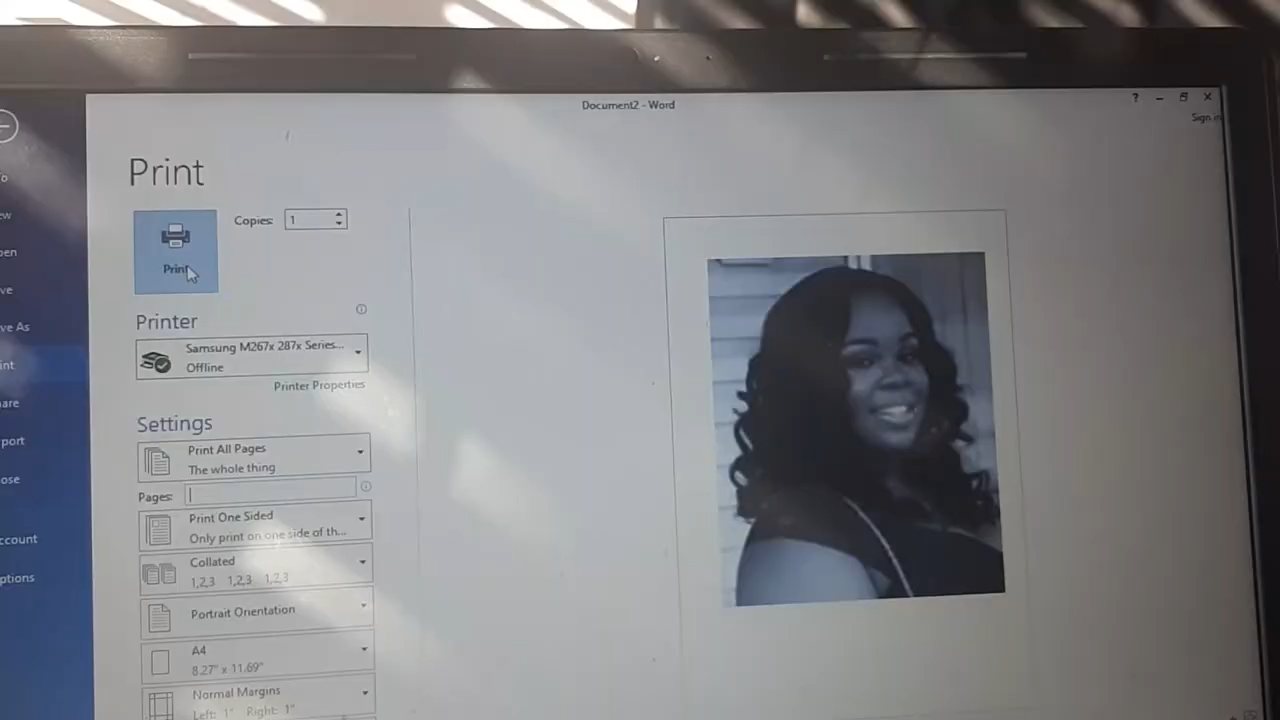 Document2 - Word
Sign in
Print
Print
Copies: 1
Printer
Samsung M267x 287x Series...
Offline
Printer Properties
Settings
Print All Pages
The whole thing
Pages:
Print One Sided
Only print on one side of th...
Collated
1,2,3 1,2,3 1,2,3
Portrait Orientation
A4
8.27" x 11.69"
Normal Margins
Left: 1" Right: 1"